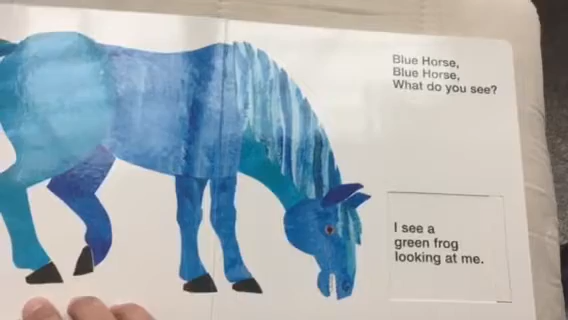 Blue Horse,
Blue Horse,
What do you see?
I see a
green frog
looking at me.